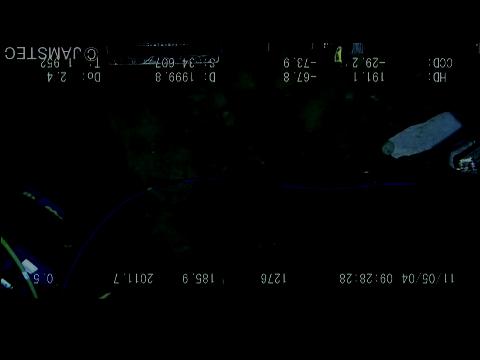 11/05/04 09:28:28 1276 185.9 2011.7 0.5
HD: 191.1 -67.8 D: 1999.8 Do: 2.4
CCD: -29.2 -73.9 S: 34.607 T: 1.952
©JAMSTEC